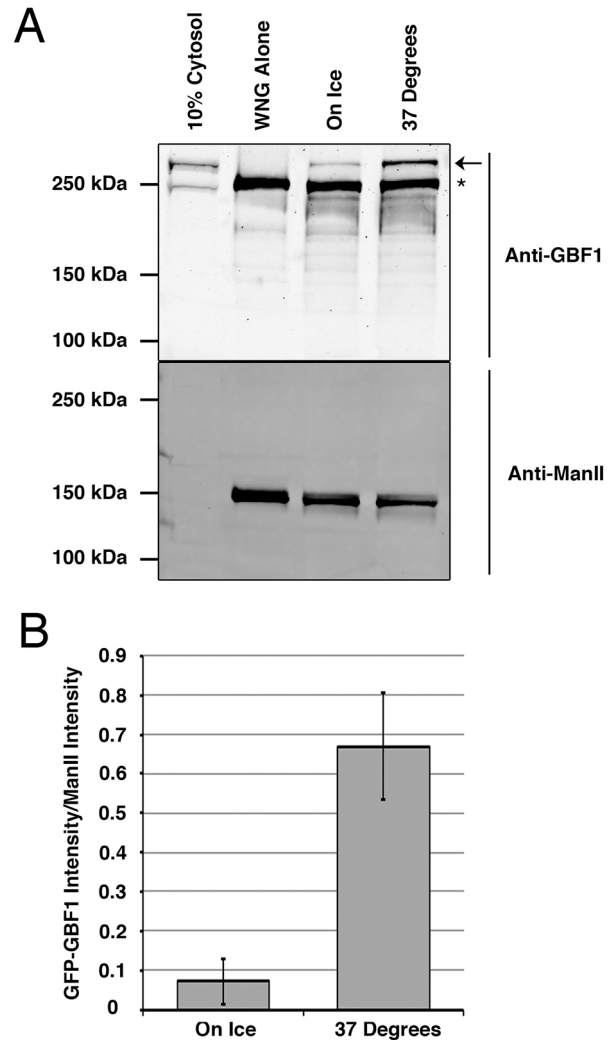 A
10% Cytosol
WNG Alone
On Ice
37 Degrees
250 kDa
*
150 kDa
100 kDa
Anti-GBF1
250 kDa
150 kDa
100 kDa
Anti-ManII
B
GFP-GBF1 Intensity/ManII Intensity
0.9
0.8
0.7
0.6
0.5
0.4
0.3
0.2
0.1
0
On Ice
37 Degrees